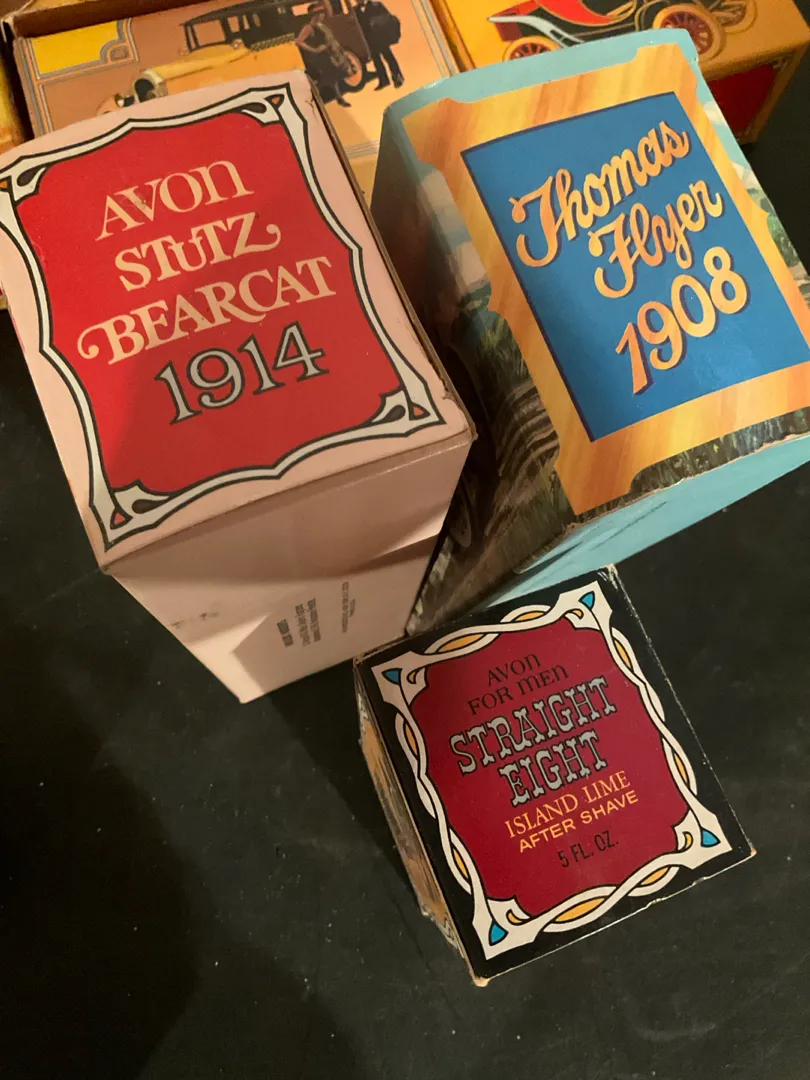 AVON
STUTZ
BEARCAT
1914
Thomas
Flyer
1908
AVON
FOR MEN
STRAIGHT
EIGHT
ISLAND LIME
AFTER SHAVE
5 FL. OZ.